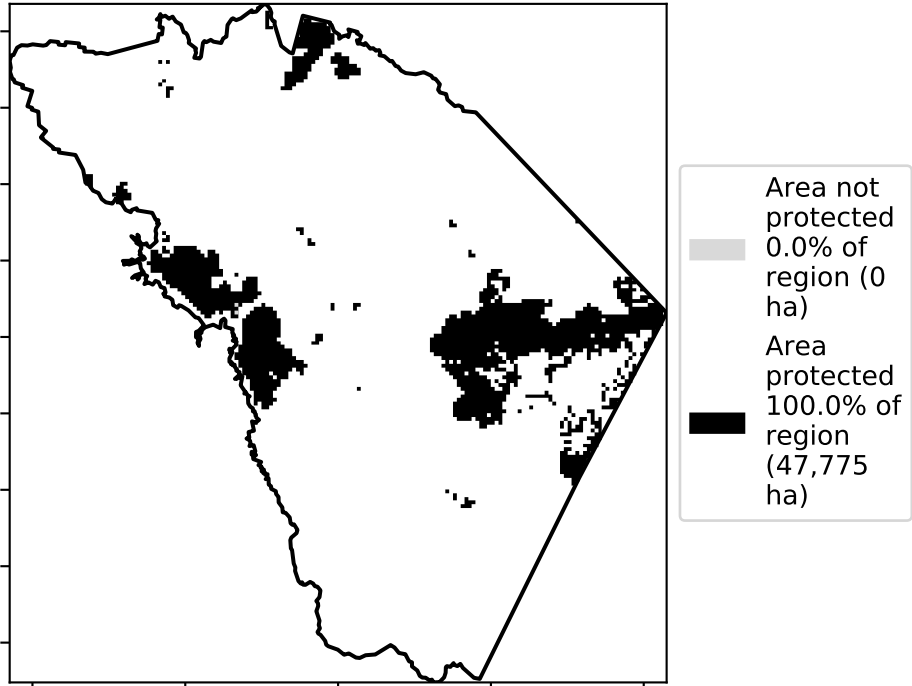 Area not
protected
0.0% of
region (0
ha)
Area
protected
100.0% of
region
(47,775
ha)